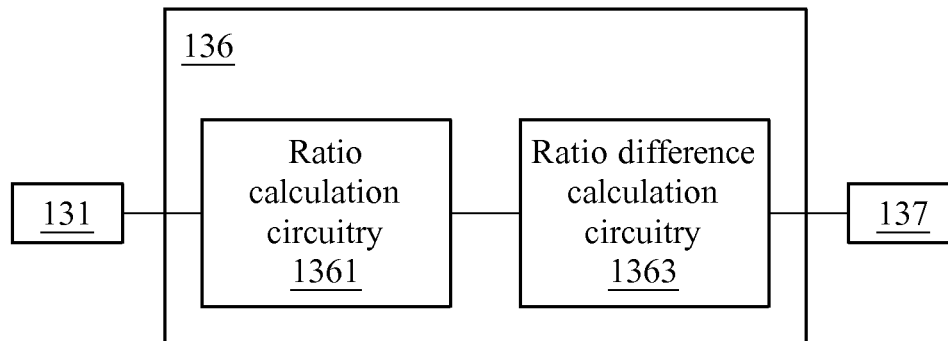 136
131
Ratio
calculation
circuitry
1361
Ratio difference
calculation
circuitry
1363
137